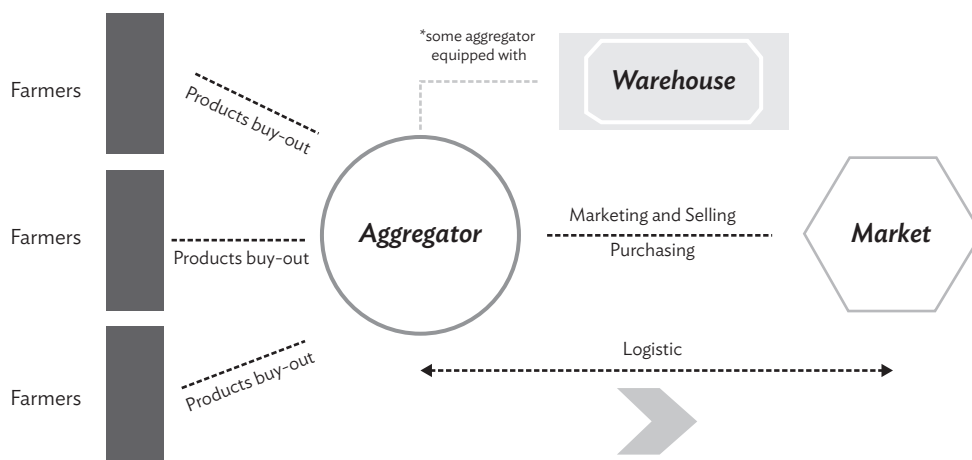 *some aggregator
equipped with
Warehouse
Farmers
Products buy-out
Farmers
Products buy-out
Aggregator
Marketing and Selling
Purchasing
Market
Farmers
Products buy-out
Logistic